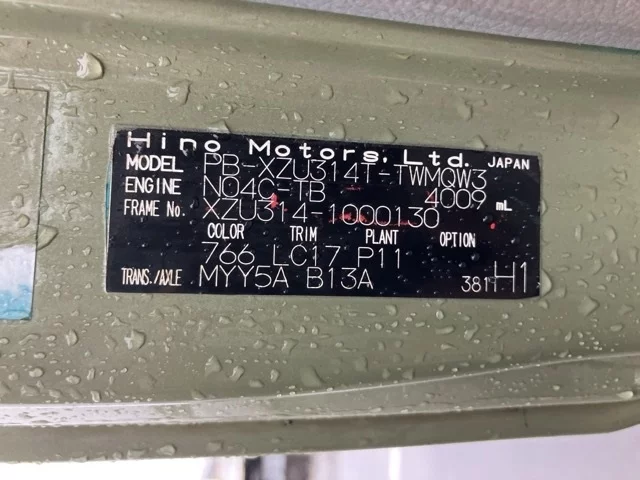 Hino Motors, Ltd. JAPAN
MODEL PB-XZU314T-TWMQW3
ENGINE N04C-TB 4009 mL
FRAME No. XZU314-1000130
COLOR TRIM PLANT OPTION
766 LC17 P11
TRANS./AXLE MYY5A B13A 381 H1